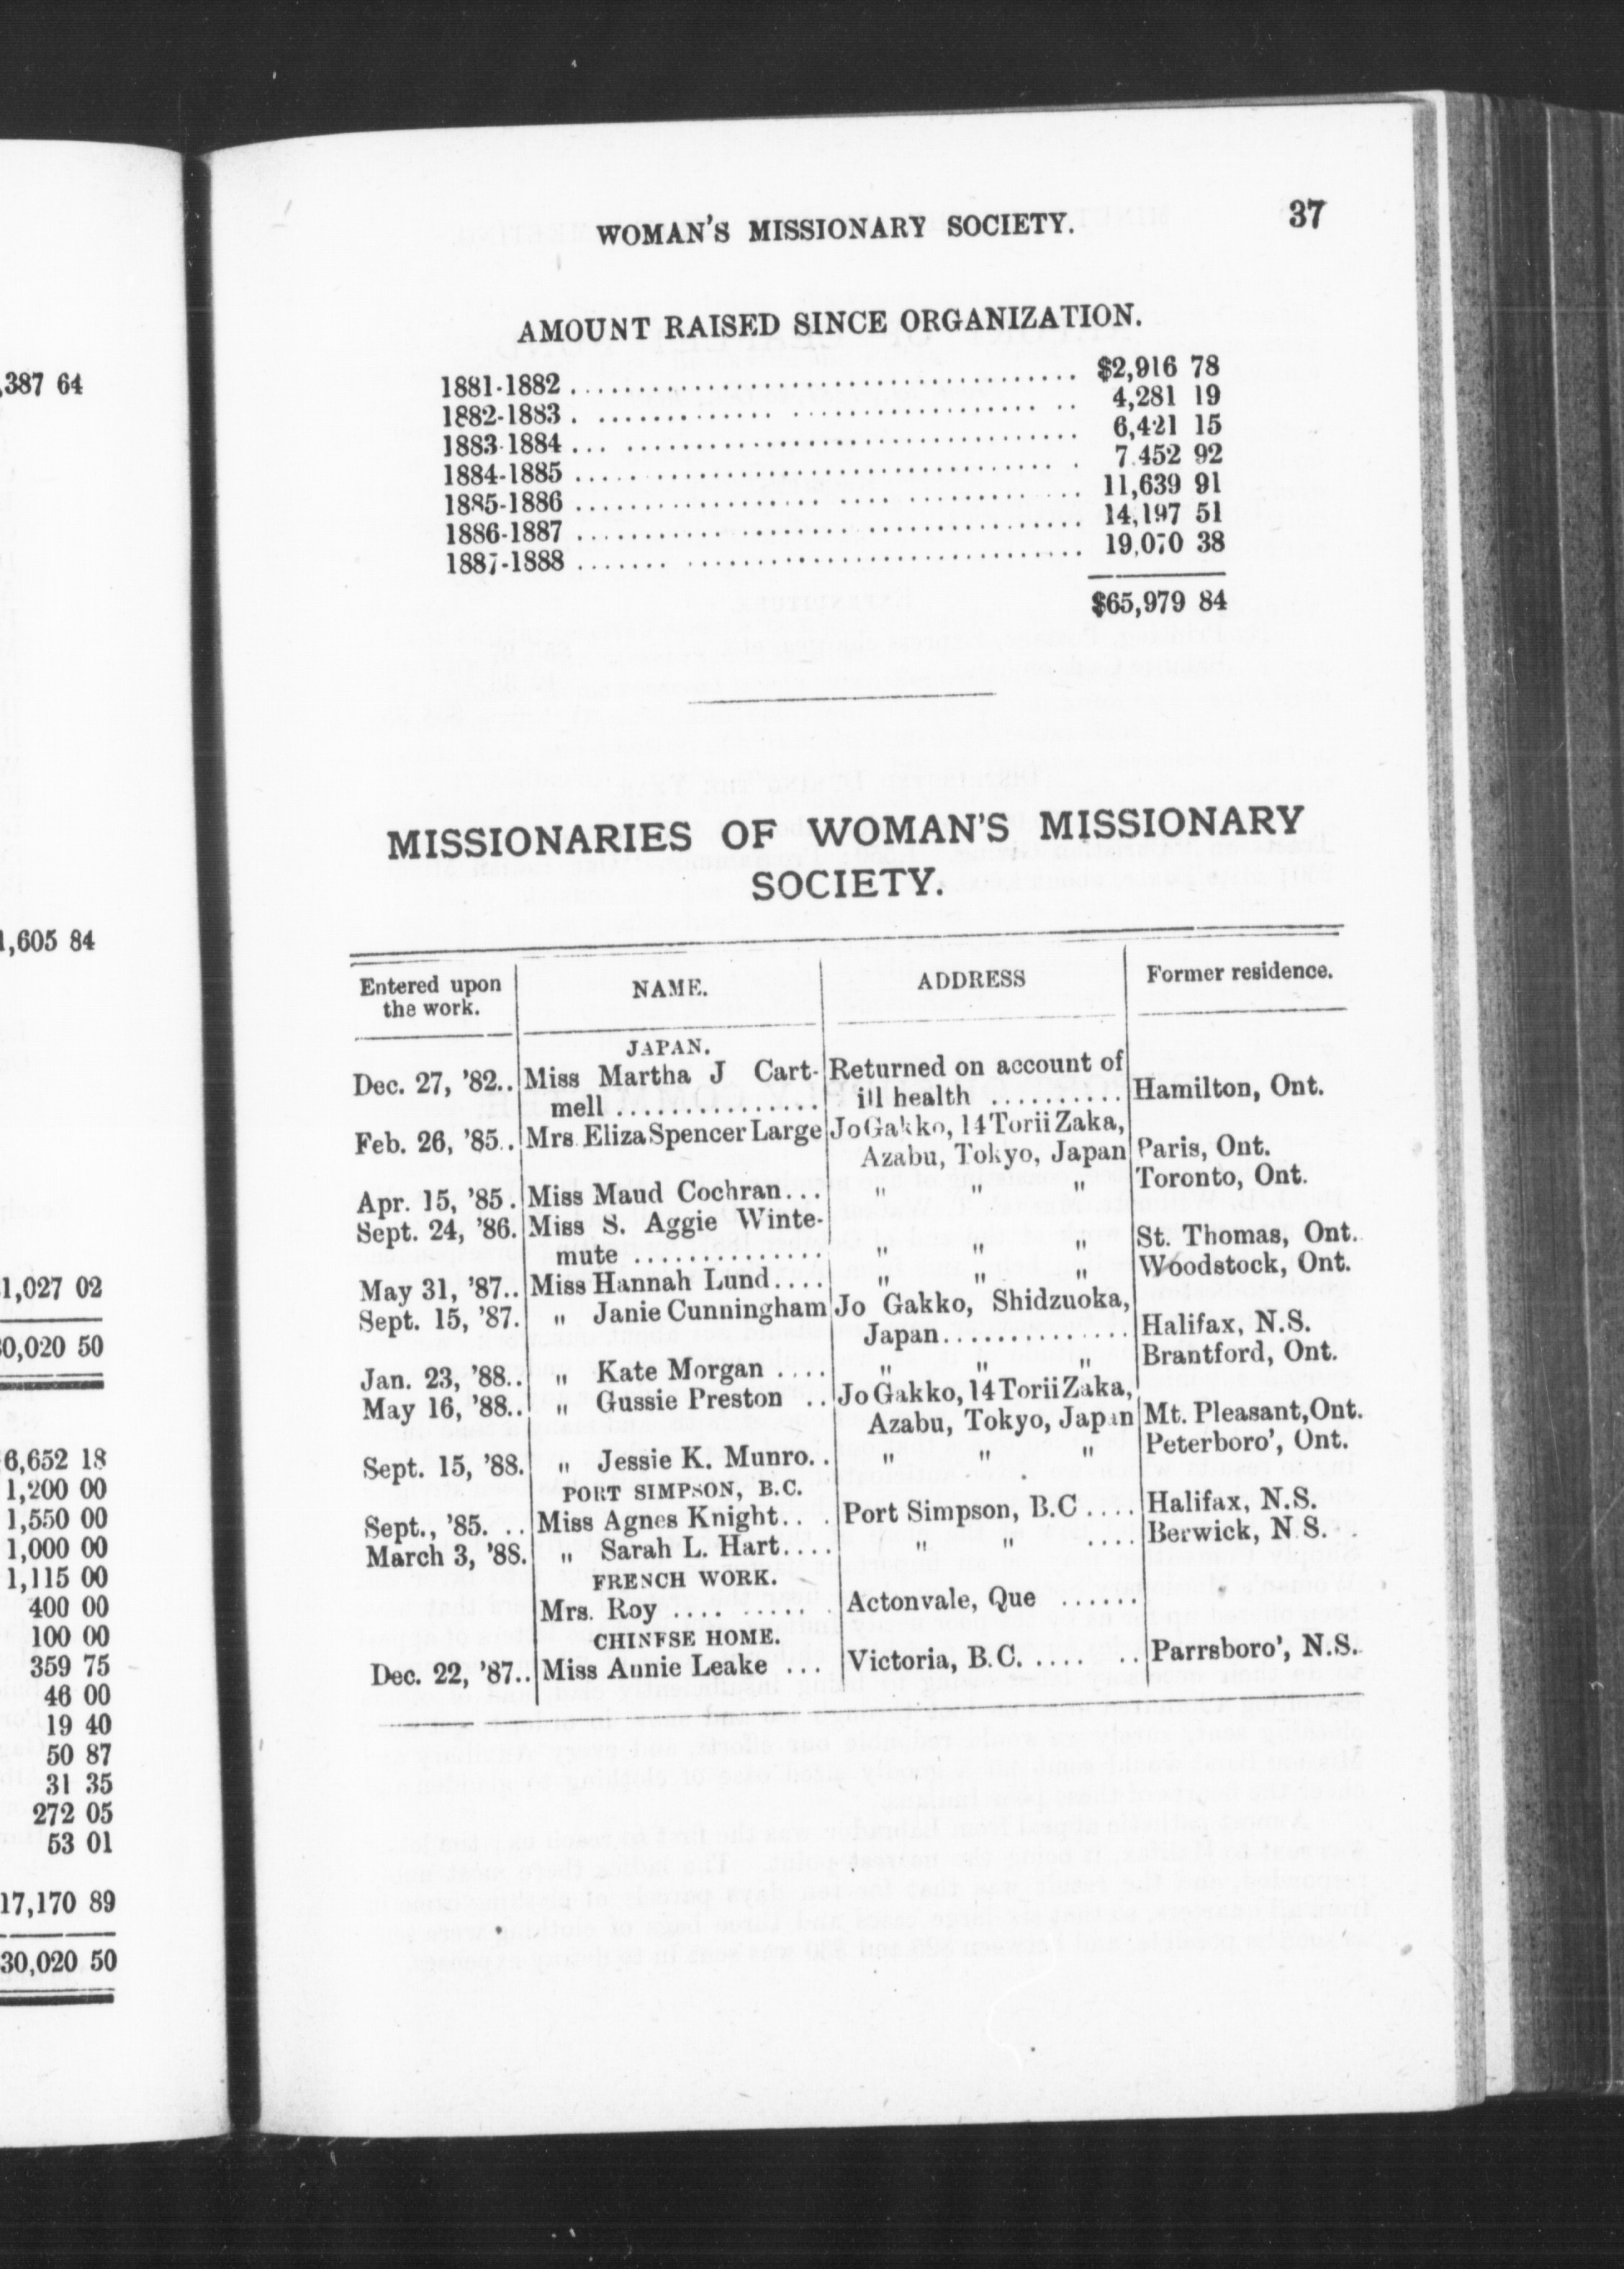 ,387 64
1,605 84
1,027 02
0,020 50
6,652 18
1,200 00
1,550 00
1,000 00
1,115 00
400 00
100 00
359 75
46 00
19 40
50 87
31 35
272 05
53 01
17,170 89
30,020 50
WOMAN'S MISSIONARY SOCIETY. 37
AMOUNT RAISED SINCE ORGANIZATION.
1881-1882 .................................... $2,916 78
1882-1883 .................................... 4,281 19
1883-1884 .................................... 6,421 15
1884-1885 .................................... 7.452 92
1885-1886 .................................... 11,639 91
1886-1887 .................................... 14,197 51
1887-1888 .................................... 19,070 38
$65,979 84
MISSIONARIES OF WOMAN'S MISSIONARY
SOCIETY.
Entered upon NAME. ADDRESS Former residence.
the work.
JAPAN.
Dec. 27, '82.. Miss Martha J Cart- Returned on account of
mell ............... ill health .......... Hamilton, Ont.
Feb. 26, '85.. Mrs. Eliza Spencer Large Jo Gakko, 14 Torii Zaka,
Azabu, Tokyo, Japan Paris, Ont.
Apr. 15, '85. Miss Maud Cochran... " " " Toronto, Ont.
Sept. 24, '86. Miss S. Aggie Winte-
mute .............. " " " St. Thomas, Ont.
May 31, '87.. Miss Hannah Lund.... " " " Woodstock, Ont.
Sept. 15, '87. " Janie Cunningham Jo Gakko, Shidzuoka,
Japan.............. Halifax, N.S.
Jan. 23, '88.. " Kate Morgan .... " " " Brantford, Ont.
May 16, '88.. " Gussie Preston .. Jo Gakko, 14 Torii Zaka,
Azabu, Tokyo, Japan Mt. Pleasant, Ont.
Sept. 15, '88. " Jessie K. Munro.. " " " Peterboro', Ont.
PORT SIMPSON, B.C.
Sept., '85. .. Miss Agnes Knight.. . Port Simpson, B.C .... Halifax, N.S.
March 3, '88. " Sarah L. Hart.... " " .... Berwick, N.S.
FRENCH WORK.
Mrs. Roy .... ..... . Actonvale, Que ......
CHINESE HOME.
Dec. 22, '87.. Miss Annie Leake ... Victoria, B.C. .... .. Parrsboro', N.S.